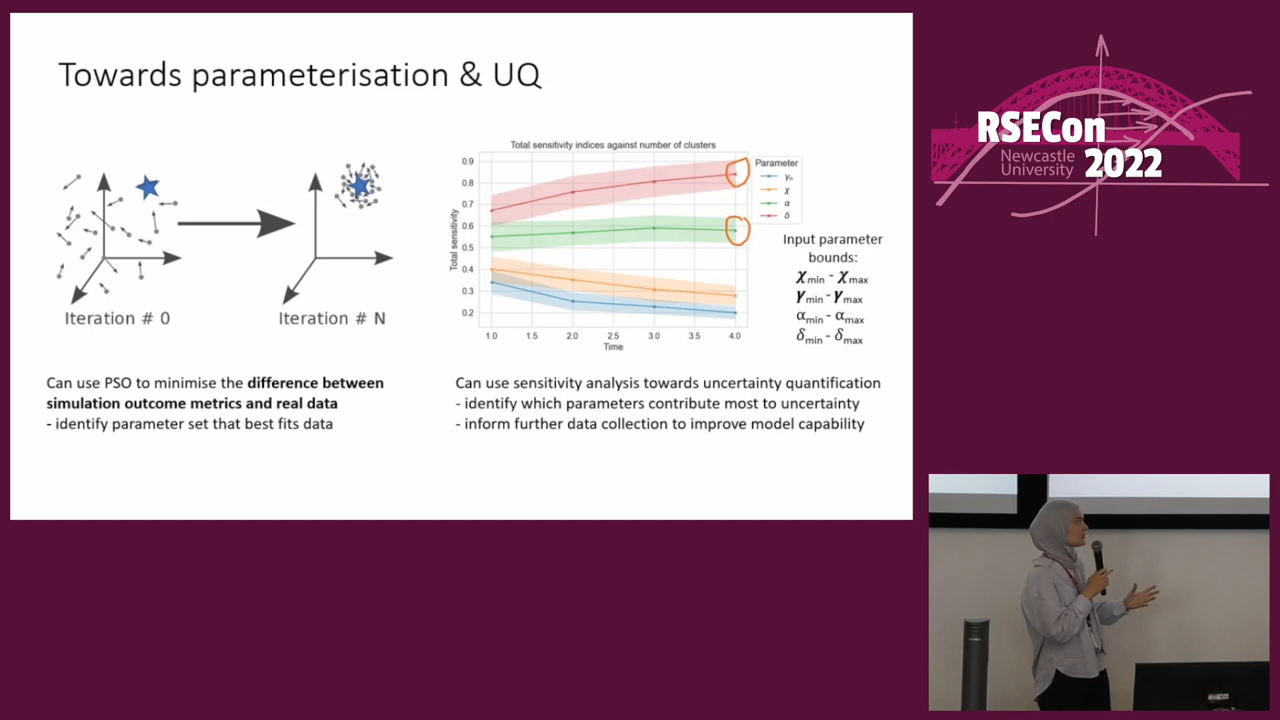 Towards parameterisation & UQ
Iteration # 0
Iteration # N
Can use PSO to minimise the difference between
simulation outcome metrics and real data
- identify parameter set that best fits data
Total sensitivity indices against number of clusters
Total sensitivity
0.9
0.8
0.7
0.6
0.5
0.4
0.3
0.2
1.0 1.5 2.0 2.5 3.0 3.5 4.0
Time
Parameter
γₙ
χ
α
δ
Input parameter
bounds:
χmin - χmax
γmin - γmax
αmin - αmax
δmin - δmax
Can use sensitivity analysis towards uncertainty quantification
- identify which parameters contribute most to uncertainty
- inform further data collection to improve model capability
RSECon
Newcastle
University
2022